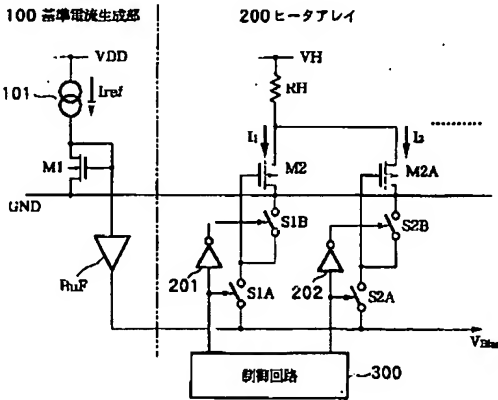 100 基準電流生成部
200 ヒータアレイ
VDD
VH
101
Iref
RH
I₁
I₂
M1
M2
M2A
GND
S1B
S2B
BuF
201
202
S1A
S2A
VBias
制御回路
300